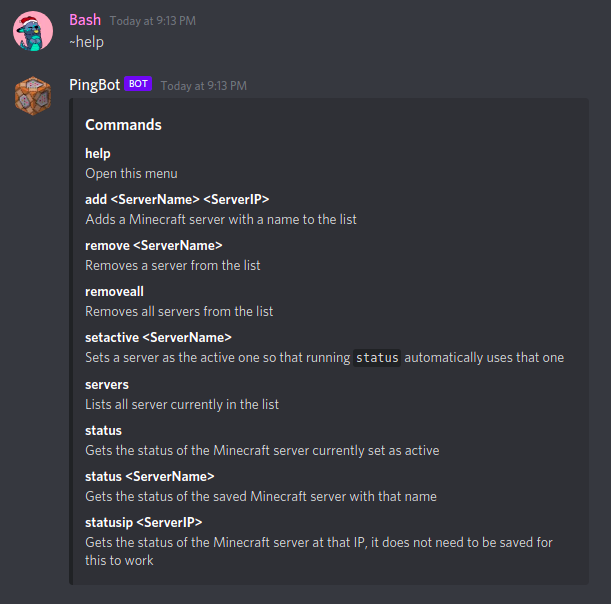 Bash Today at 9:13 PM
~help
PingBot BOT Today at 9:13 PM
Commands
help
Open this menu
add <ServerName> <ServerIP>
Adds a Minecraft server with a name to the list
remove <ServerName>
Removes a server from the list
removeall
Removes all servers from the list
setactive <ServerName>
Sets a server as the active one so that running status automatically uses that one
servers
Lists all server currently in the list
status
Gets the status of the Minecraft server currently set as active
status <ServerName>
Gets the status of the saved Minecraft server with that name
statusip <ServerIP>
Gets the status of the Minecraft server at that IP, it does not need to be saved for
this to work